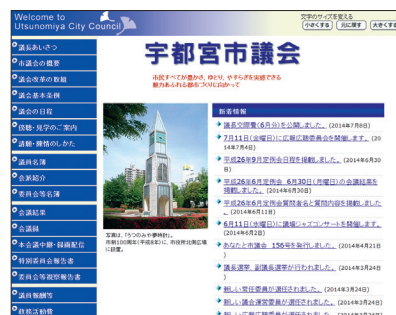 Welcome to
Utsunomiya City Council
文字のサイズを変える
小さくする 元に戻す 大きくする
宇都宮市議会
市民すべてが豊かさ、ゆとり、やすらぎを実感できる
魅力あふれる都市づくりに向かって
議長あいさつ
市議会の概要
議会改革の取組
議会基本条例
議会の日程
傍聴・見学のご案内
請願・陳情のしかた
議員名簿
会派紹介
委員会等名簿
会議結果
会議録
本会議中継・録画配信
特別委員会報告書
委員会等視察報告書
議員報酬等
政務活動費
写真は、「うつのみや夢時計」。
市制100周年(平成8年)に、市役所北側広場
に設置。
新着情報
議長交際費(6月分)を公開しました。 (2014年7月8日)
7月11日(金曜日)に広報広聴委員会を開催します。 (20
14年7月4日)
平成26年9月定例会日程を掲載しました。 (2014年6月30
日)
平成26年6月定例会 6月30日(月曜日)の会議結果を
掲載しました。 (2014年6月30日)
平成26年6月定例会質問者名と質問内容を掲載しました
。 (2014年6月11日)
6月11日(水曜日)に議場ジャズコンサートを開催します。
(2014年6月2日)
あなたと市議会 156号を発行しました。 (2014年4月21日
)
議長選挙、副議長選挙が行われました。 (2014年3月24日
)
新しい常任委員が選任されました。 (2014年3月24日)
新しい議会運営委員が選任されました。 (2014年3月24日)